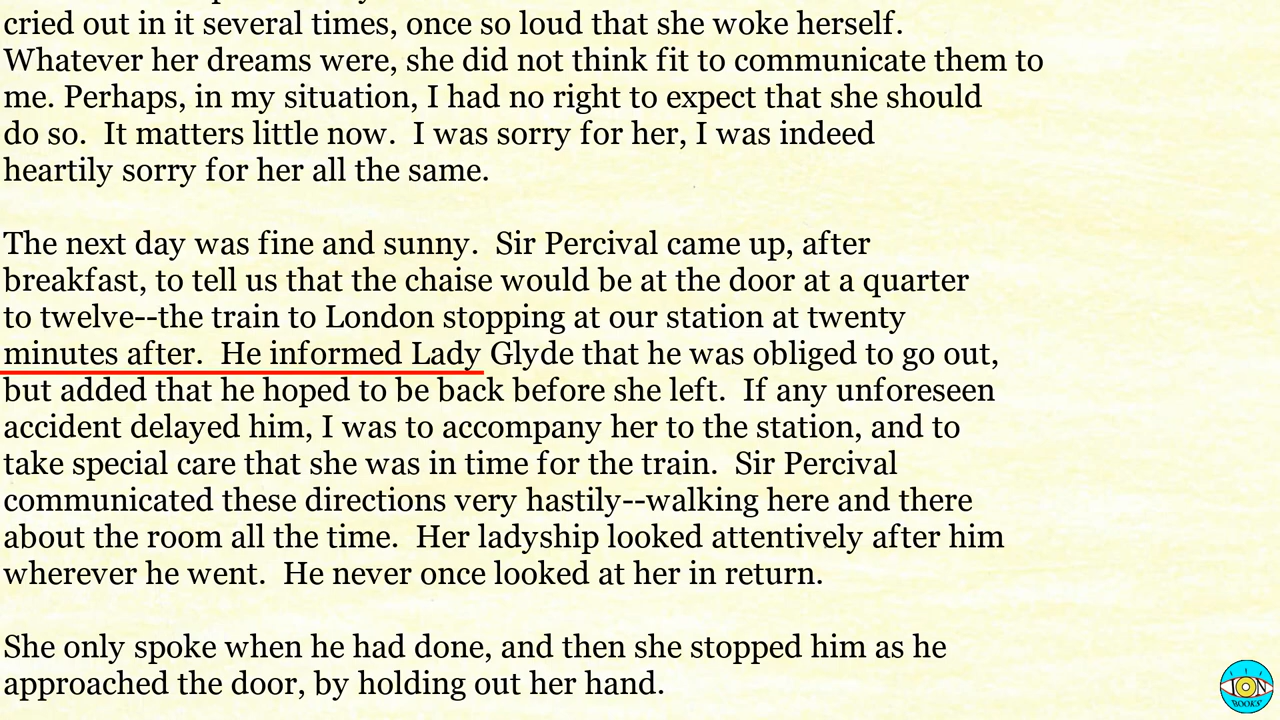 cried out in it several times, once so loud that she woke herself.
Whatever her dreams were, she did not think fit to communicate them to
me. Perhaps, in my situation, I had no right to expect that she should
do so.  It matters little now.  I was sorry for her, I was indeed
heartily sorry for her all the same.

The next day was fine and sunny.  Sir Percival came up, after
breakfast, to tell us that the chaise would be at the door at a quarter
to twelve--the train to London stopping at our station at twenty
minutes after.  He informed Lady Glyde that he was obliged to go out,
but added that he hoped to be back before she left.  If any unforeseen
accident delayed him, I was to accompany her to the station, and to
take special care that she was in time for the train.  Sir Percival
communicated these directions very hastily--walking here and there
about the room all the time.  Her ladyship looked attentively after him
wherever he went.  He never once looked at her in return.

She only spoke when he had done, and then she stopped him as he
approached the door, by holding out her hand.
ION
BOOKS